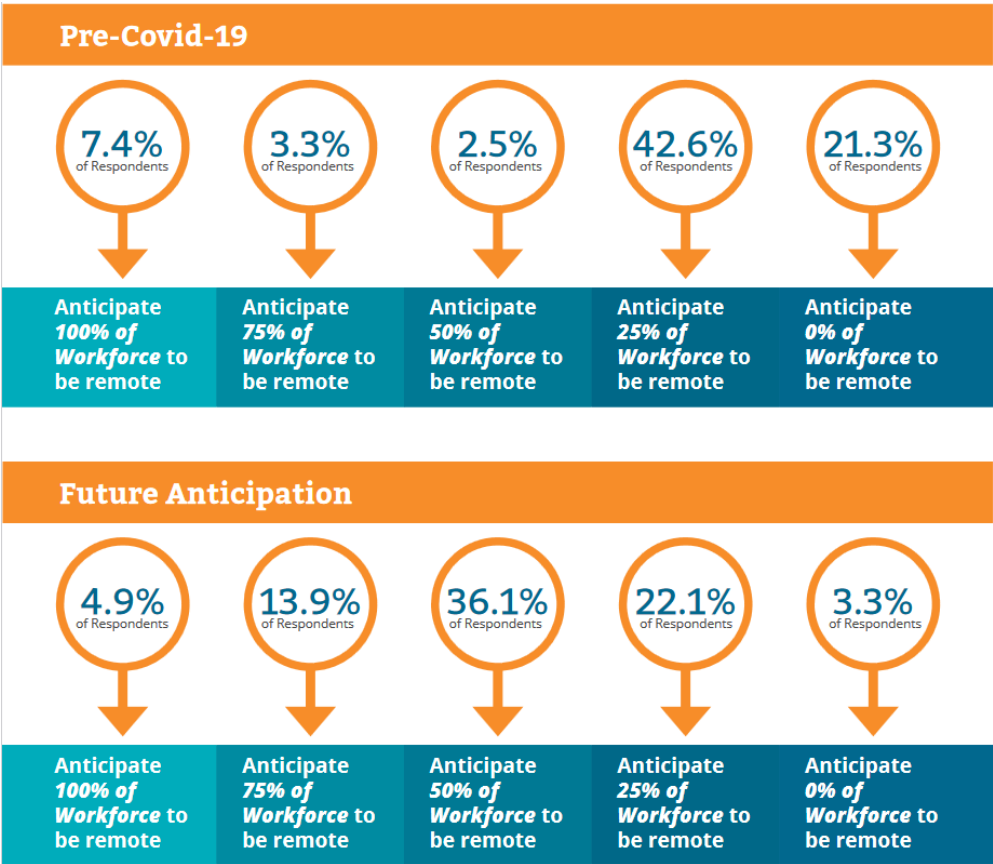 Pre-Covid-19
7.4%
of Respondents
3.3%
of Respondents
2.5%
of Respondents
42.6%
of Respondents
21.3%
of Respondents
Anticipate
100% of
Workforce to
be remote
Anticipate
75% of
Workforce to
be remote
Anticipate
50% of
Workforce to
be remote
Anticipate
25% of
Workforce to
be remote
Anticipate
0% of
Workforce to
be remote
Future Anticipation
4.9%
of Respondents
13.9%
of Respondents
36.1%
of Respondents
22.1%
of Respondents
3.3%
of Respondents
Anticipate
100% of
Workforce to
be remote
Anticipate
75% of
Workforce to
be remote
Anticipate
50% of
Workforce to
be remote
Anticipate
25% of
Workforce to
be remote
Anticipate
0% of
Workforce to
be remote